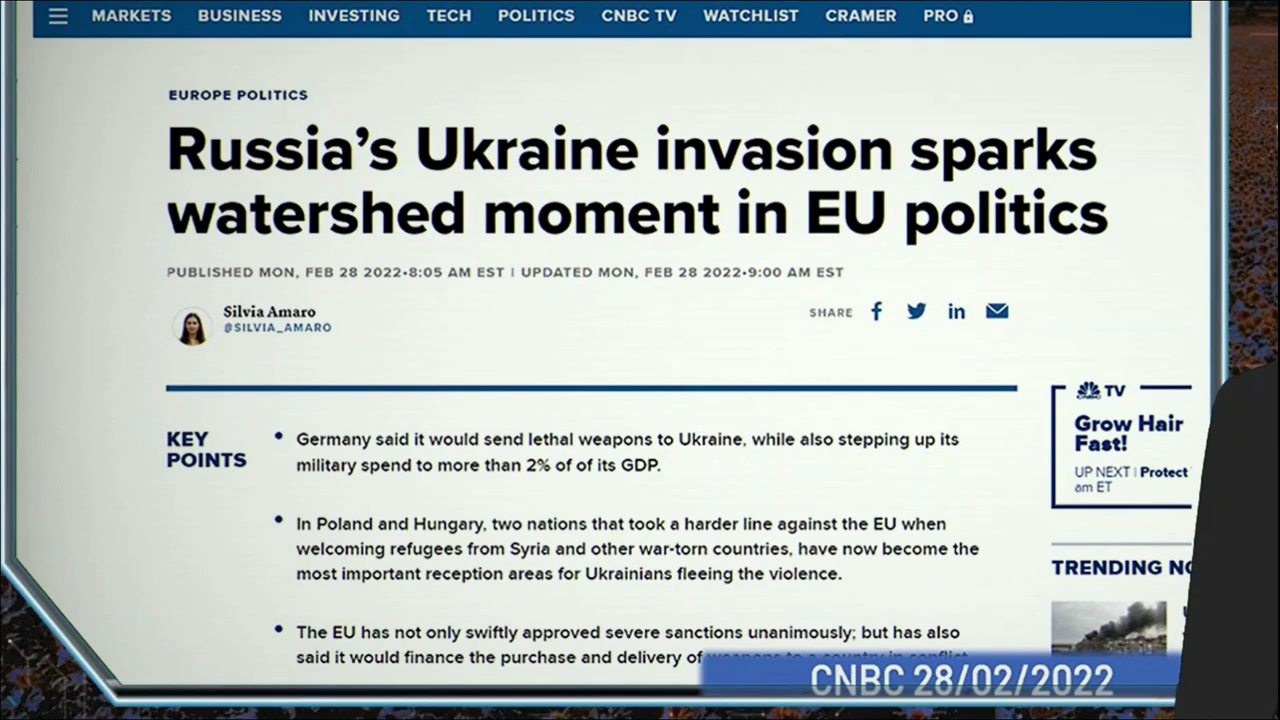 MARKETS BUSINESS INVESTING TECH POLITICS CNBC TV WATCHLIST CRAMER PRO
EUROPE POLITICS
Russia's Ukraine invasion sparks
watershed moment in EU politics
PUBLISHED MON, FEB 28 2022•8:05 AM EST | UPDATED MON, FEB 28 2022•9:00 AM EST
Silvia Amaro
@SILVIA_AMARO
SHARE
KEY
POINTS
• Germany said it would send lethal weapons to Ukraine, while also stepping up its
military spend to more than 2% of of its GDP.
• In Poland and Hungary, two nations that took a harder line against the EU when
welcoming refugees from Syria and other war-torn countries, have now become the
most important reception areas for Ukrainians fleeing the violence.
• The EU has not only swiftly approved severe sanctions unanimously; but has also
said it would finance the purchase and delivery of weapons to a country in conflict
CNBC TV
Grow Hair
Fast!
UP NEXT | Protect
am ET
TRENDING
CNBC 28/02/2022